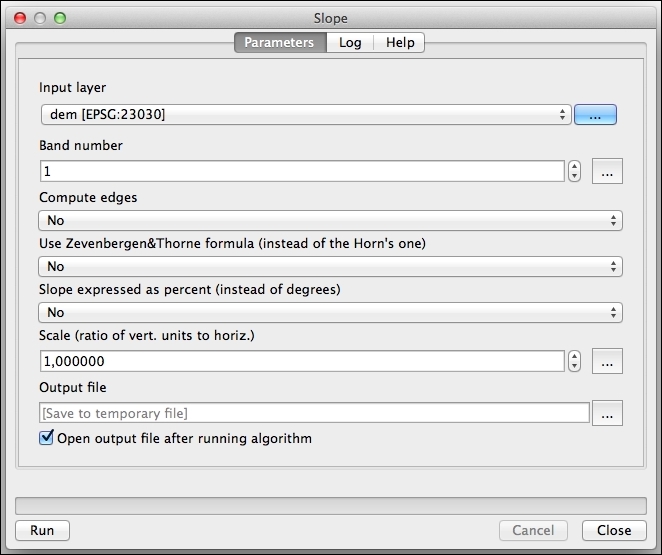 Slope
Parameters Log Help
Input layer
dem [EPSG:23030]
...
Band number
1
...
Compute edges
No
Use Zevenbergen&Thorne formula (instead of the Horn's one)
No
Slope expressed as percent (instead of degrees)
No
Scale (ratio of vert. units to horiz.)
1,000000
...
Output file
[Save to temporary file]
...
Open output file after running algorithm
Run Cancel Close